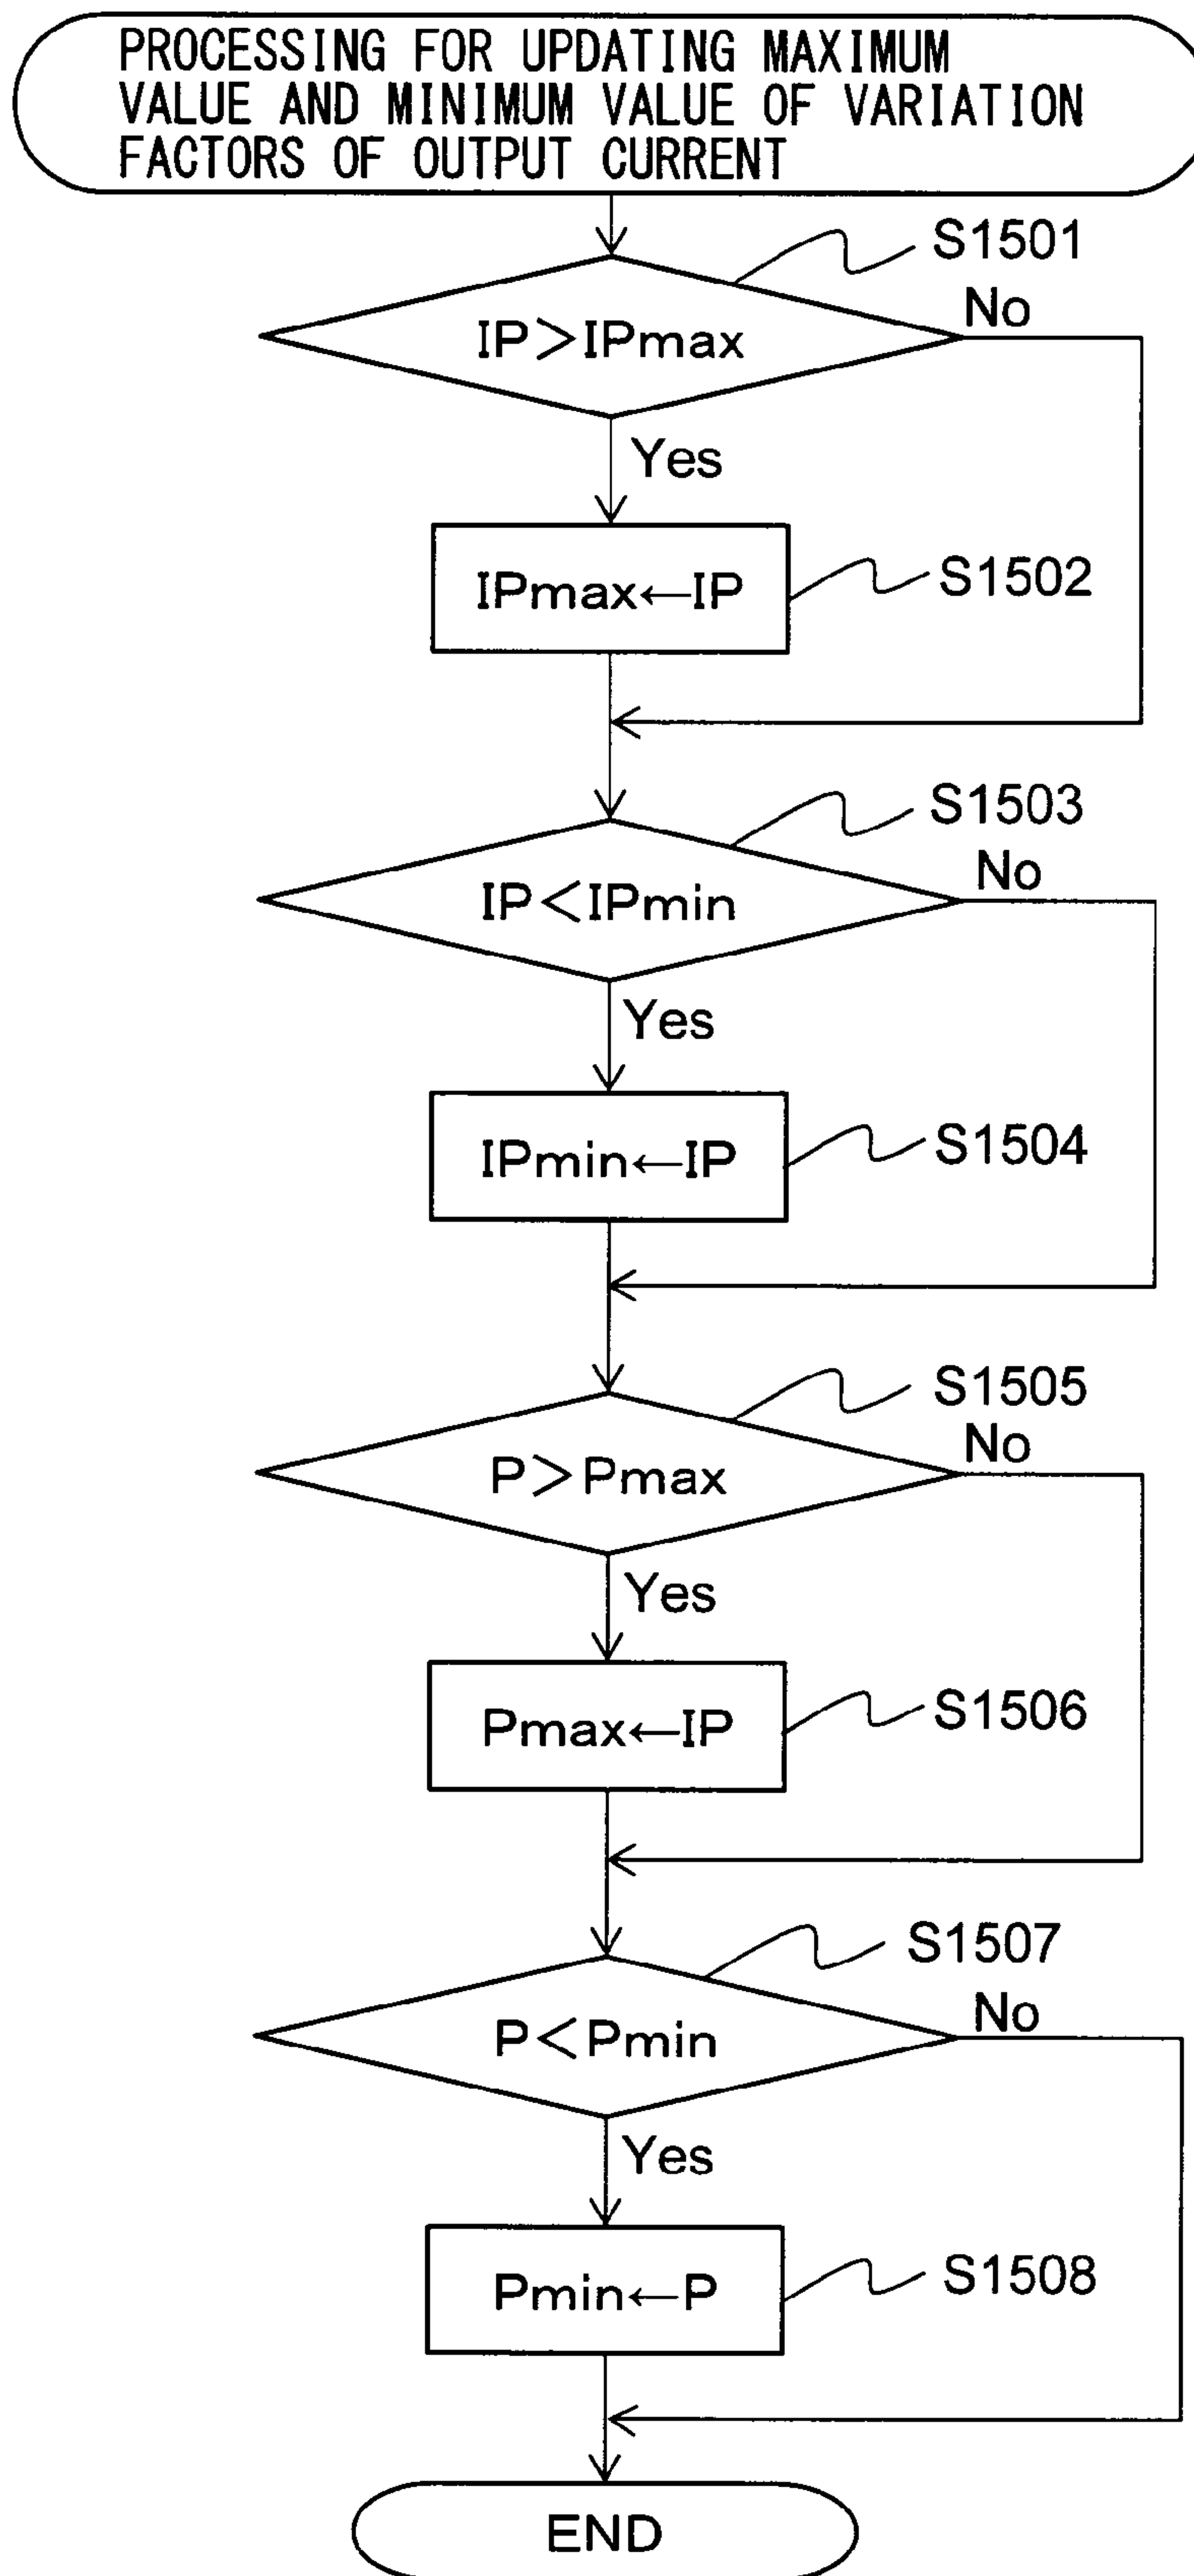 PROCESSING FOR UPDATING MAXIMUM
VALUE AND MINIMUM VALUE OF VARIATION
FACTORS OF OUTPUT CURRENT
S1501
IP>IPmax
No
Yes
IPmax←IP
S1502
S1503
IP<IPmin
No
Yes
IPmin←IP
S1504
S1505
P>Pmax
No
Yes
Pmax←IP
S1506
S1507
P<Pmin
No
Yes
Pmin←P
S1508
END